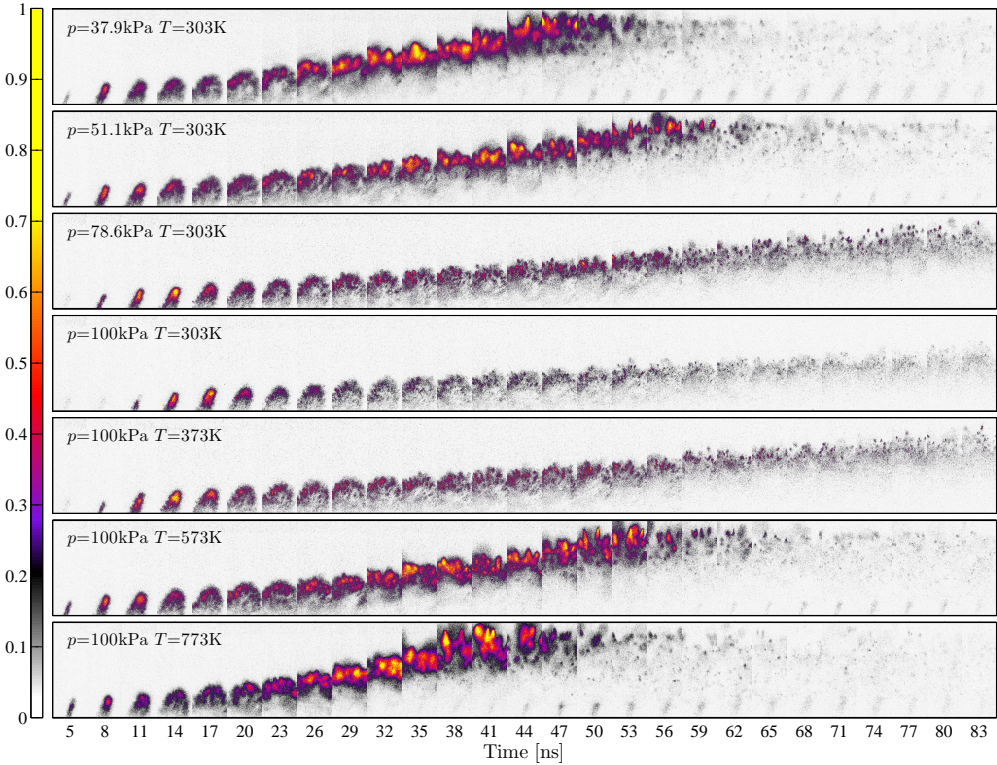 1
0.9
0.8
0.7
0.6
0.5
0.4
0.3
0.2
0.1
0
p=37.9kPa T=303K
p=51.1kPa T=303K
p=78.6kPa T=303K
p=100kPa T=303K
p=100kPa T=373K
p=100kPa T=573K
p=100kPa T=773K
5 8 11 14 17 20 23 26 29 32 35 38 41 44 47 50 53 56 59 62 65 68 71 74 77 80 83
Time [ns]